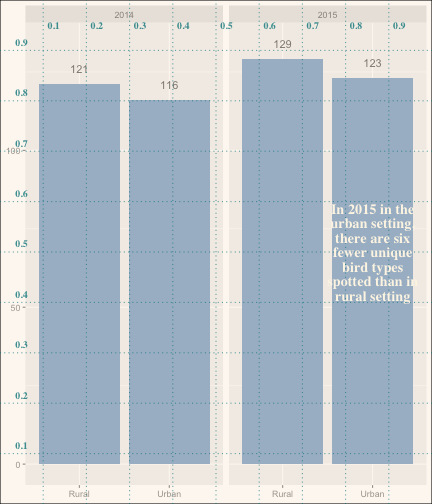 2014
2015
0.1 0.2 0.3 0.4 0.5 0.6 0.7 0.8 0.9
0.9
129
123
121
116
0.8
0.7
100
0.6
In 2015 in the
urban setting
there are six
fewer unique
bird types
spotted than in
rural setting
0.5
0.4
50
0.3
0.2
0.1
0
Rural
Urban
Rural
Urban